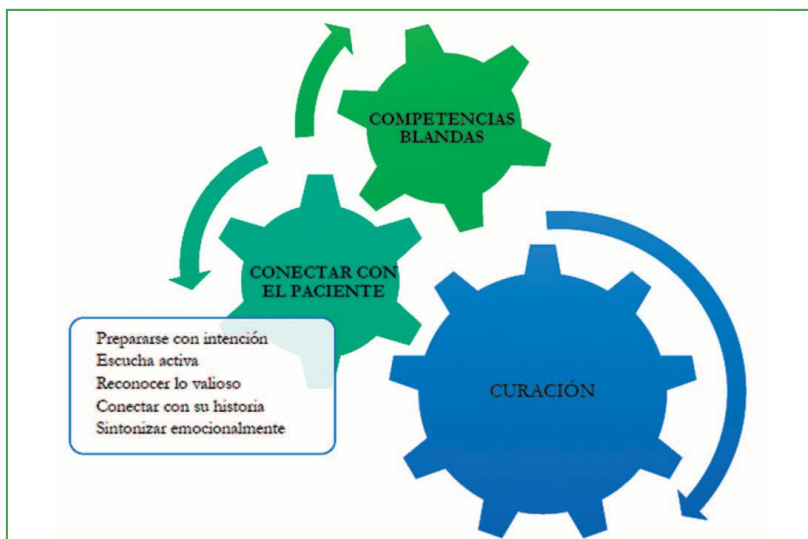 COMPETENCIAS
BLANDAS
CONECTAR CON
EL PACIENTE
Prepararse con intención
Escucha activa
Reconocer lo valioso
Conectar con su historia
Sintonizar emocionalmente
CURACIÓN